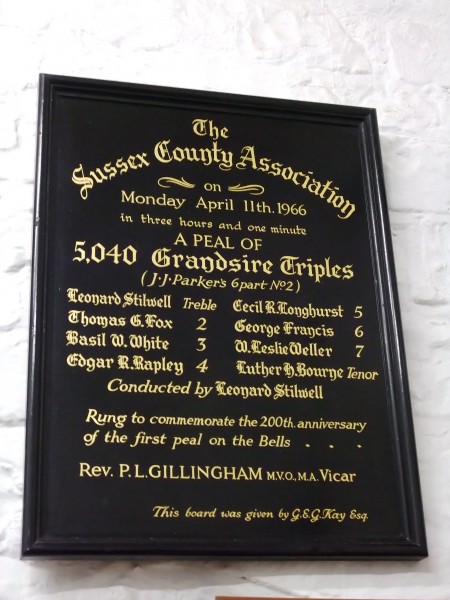 The
Sussex County Association
on
Monday April 11th. 1966
in three hours and one minute
A PEAL OF
5,040 Grandsire Triples
(J·J·Parker's 6 part Nº2)
Leonard Stilwell Treble Cecil R. Longhurst 5
Thomas G. Fox 2 George Francis 6
Basil W. White 3 W. Leslie Weller 7
Edgar R. Rapley 4 Luther H. Bourne Tenor
Conducted by Leonard Stilwell
Rung to commemorate the 200th. anniversary
of the first peal on the Bells . . .
Rev. P. L. GILLINGHAM M.V.O., M.A. Vicar
This board was given by G.E.G. Kay Esq.